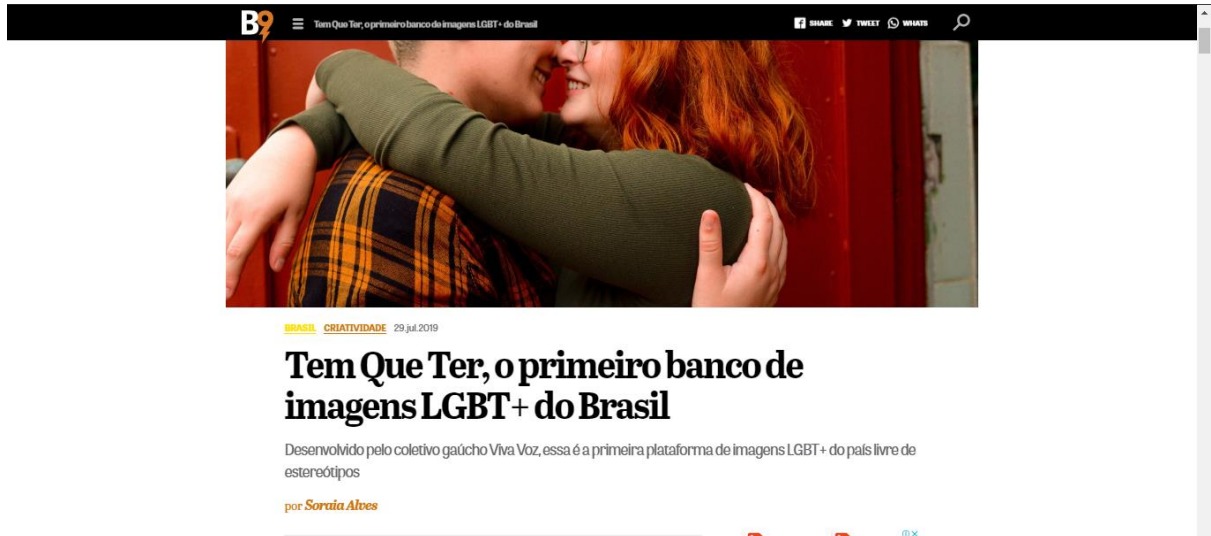 B9
Tem Que Ter, o primeiro banco de imagens LGBT+ do Brasil
SHARE TWEET WHATS
BRASIL CRIATIVIDADE 29.jul.2019
Tem Que Ter, o primeiro banco de
imagens LGBT+ do Brasil
Desenvolvido pelo coletivo gaúcho Viva Voz, essa é a primeira plataforma de imagens LGBT+ do país livre de
estereótipos
por Soraia Alves